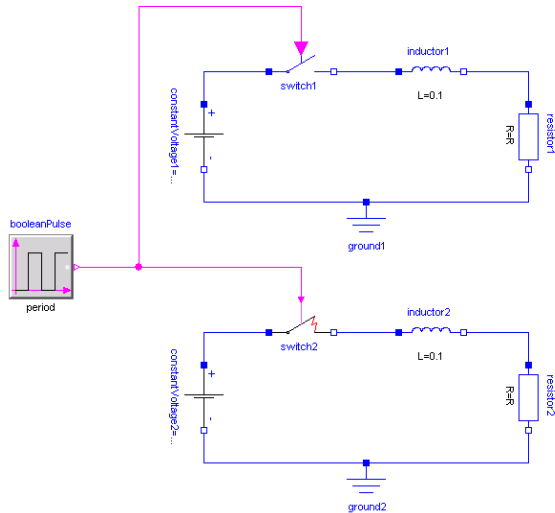 inductor1
switch1
L=0.1
constantVoltage1=...
+
-
R=R
resistor1
ground1
booleanPulse
period
inductor2
switch2
L=0.1
constantVoltage2=...
+
-
R=R
resistor2
ground2